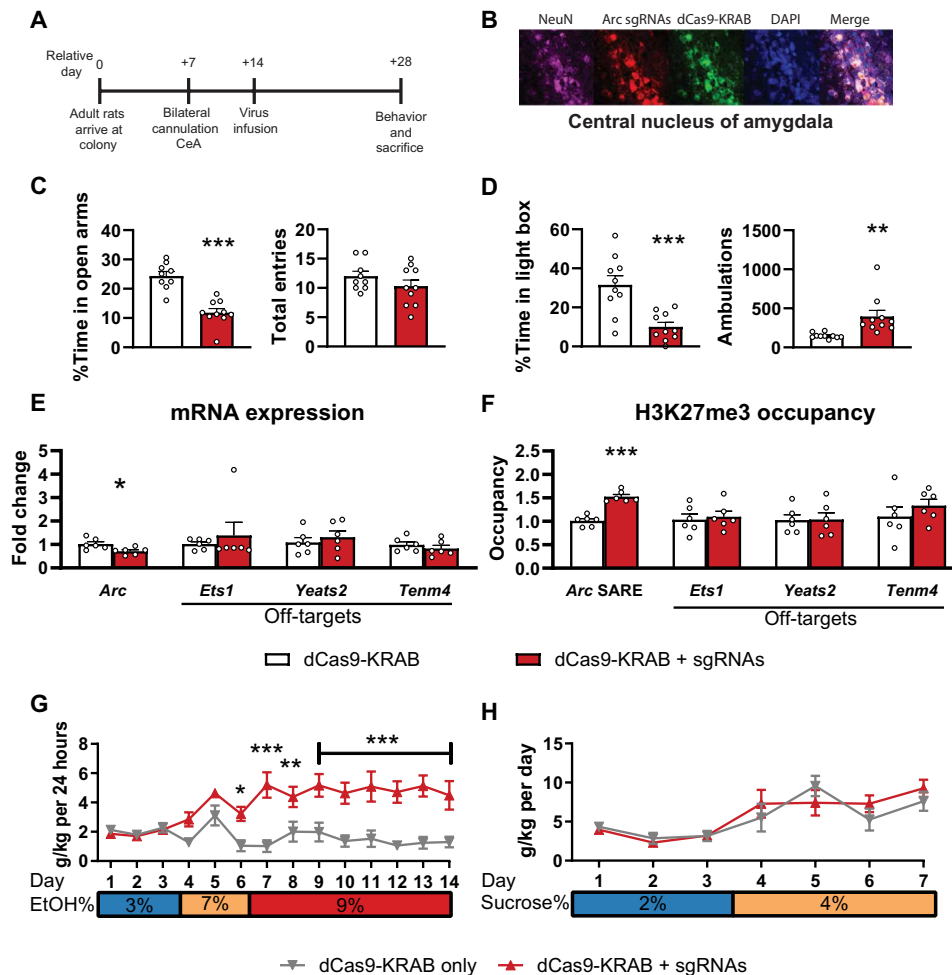 A
Relative day
0
+7
+14
+28
Adult rats arrive at colony
Bilateral cannulation CeA
Virus infusion
Behavior and sacrifice
B
NeuN
Arc sgRNAs
dCas9-KRAB
DAPI
Merge
Central nucleus of amygdala
C
%Time in open arms
40
30
20
10
0
***
Total entries
20
15
10
5
0
D
%Time in light box
60
40
20
0
***
Ambulations
1500
1000
500
0
**
E
mRNA expression
Fold change
5
4
3
2
1
0
*
Arc
Ets1
Yeats2
Tenm4
Off-targets
F
H3K27me3 occupancy
Occupancy
2.5
2.0
1.5
1.0
0.5
0.0
***
Arc SARE
Ets1
Yeats2
Tenm4
Off-targets
dCas9-KRAB
dCas9-KRAB + sgRNAs
G
g/kg per 24 hours
8
6
4
2
0
*
***
**
***
Day
1 2 3 4 5 6 7 8 9 10 11 12 13 14
EtOH%
3%
7%
9%
H
g/kg per day
15
10
5
0
Day
1 2 3 4 5 6 7
Sucrose%
2%
4%
dCas9-KRAB only
dCas9-KRAB + sgRNAs